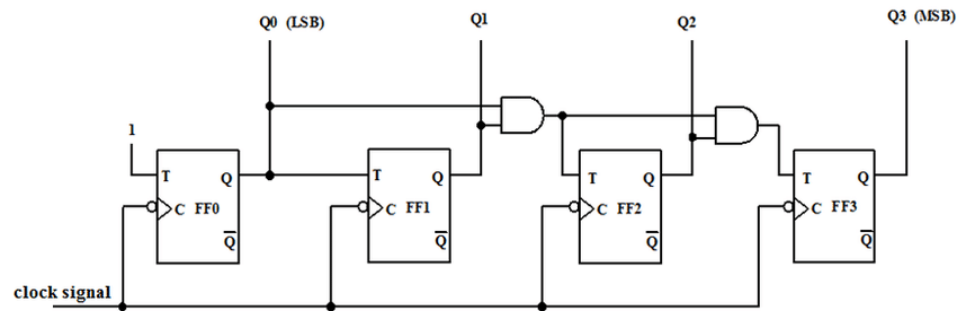 Q0 (LSB)
Q1
Q2
Q3 (MSB)
1
T
Q
C FF0
Q̅
T
Q
C FF1
Q̅
T
Q
C FF2
Q̅
T
Q
C FF3
Q̅
clock signal